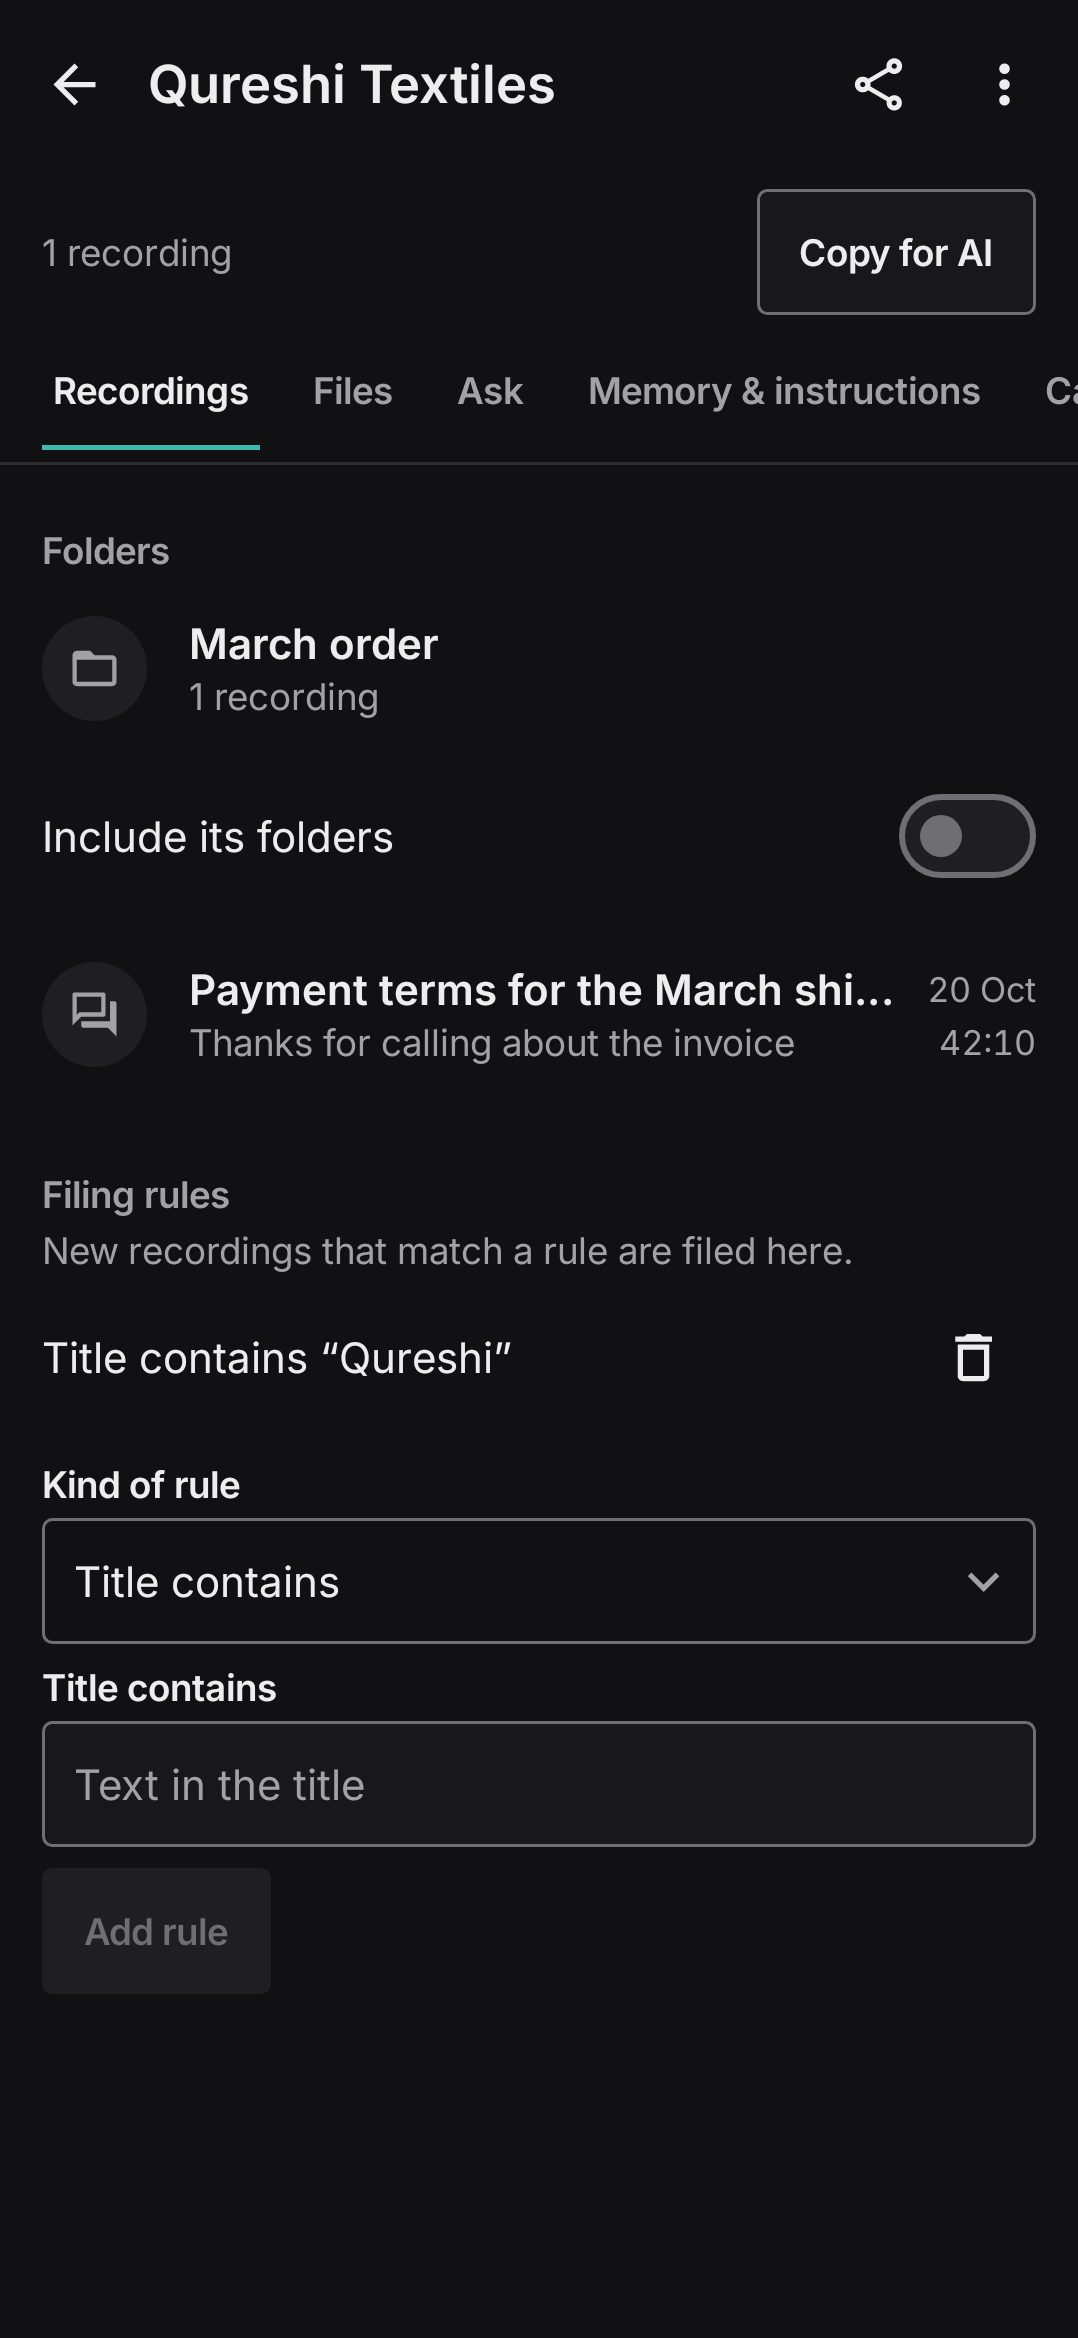 Qureshi Textiles
1 recording
Copy for AI
Recordings Files Ask Memory & instructions Ca
Folders
March order
1 recording
Include its folders
Payment terms for the March shi... 20 Oct
Thanks for calling about the invoice 42:10
Filing rules
New recordings that match a rule are filed here.
Title contains “Qureshi”
Kind of rule
Title contains
Title contains
Text in the title
Add rule